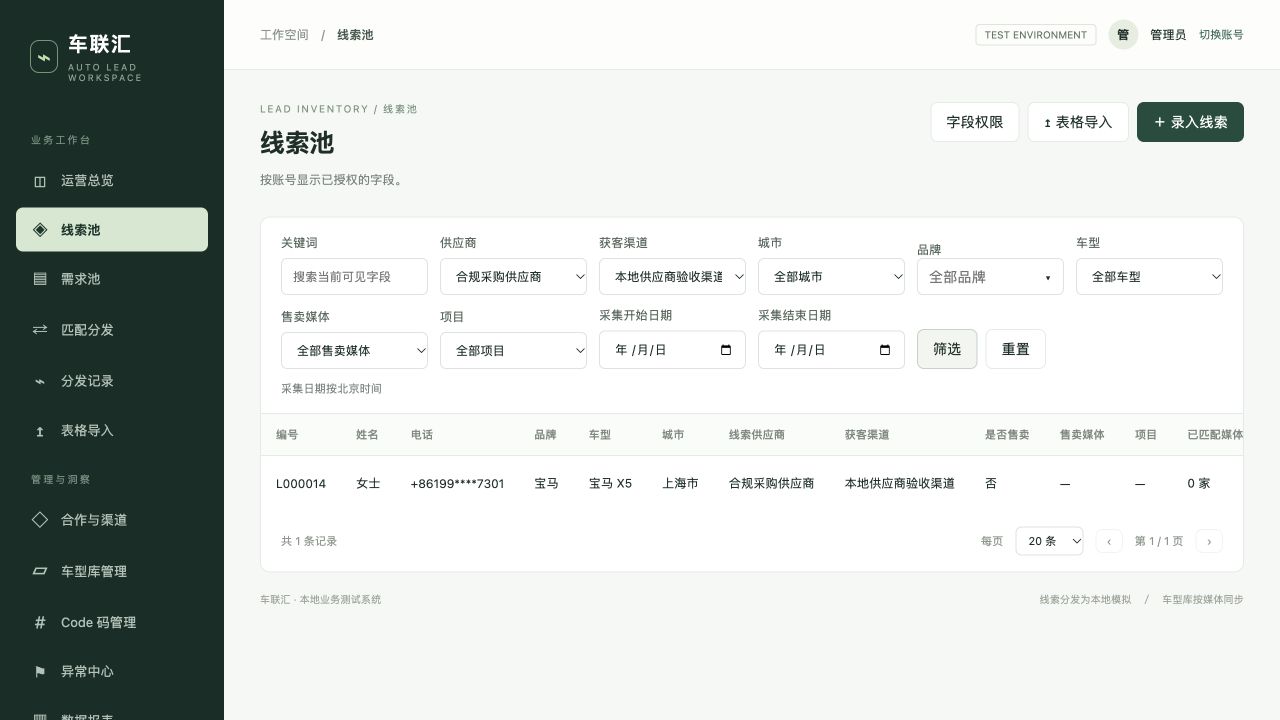 车联汇
AUTO LEAD
WORKSPACE
业务工作台
运营总览
线索池
需求池
匹配分发
分发记录
表格导入
管理与洞察
合作与渠道
车型库管理
# Code 码管理
异常中心
工作空间 / 线索池
TEST ENVIRONMENT 管 管理员 切换账号
LEAD INVENTORY / 线索池
线索池
按账号显示已授权的字段。
字段权限 ↥ 表格导入 + 录入线索
关键词 供应商 获客渠道 城市 品牌 车型
搜索当前可见字段 合规采购供应商 本地供应商验收渠道 全部城市 全部品牌 全部车型
售卖媒体 项目 采集开始日期 采集结束日期
全部售卖媒体 全部项目 年 /月/日 年 /月/日 筛选 重置
采集日期按北京时间
编号 姓名 电话 品牌 车型 城市 线索供应商 获客渠道 是否售卖 售卖媒体 项目 已匹配媒体
L000014 女士 +86199****7301 宝马 宝马 X5 上海市 合规采购供应商 本地供应商验收渠道 否 — — 0 家
共 1 条记录 每页 20 条 ‹ 第 1 / 1 页 ›
车联汇 · 本地业务测试系统 线索分发为本地模拟 / 车型库按媒体同步